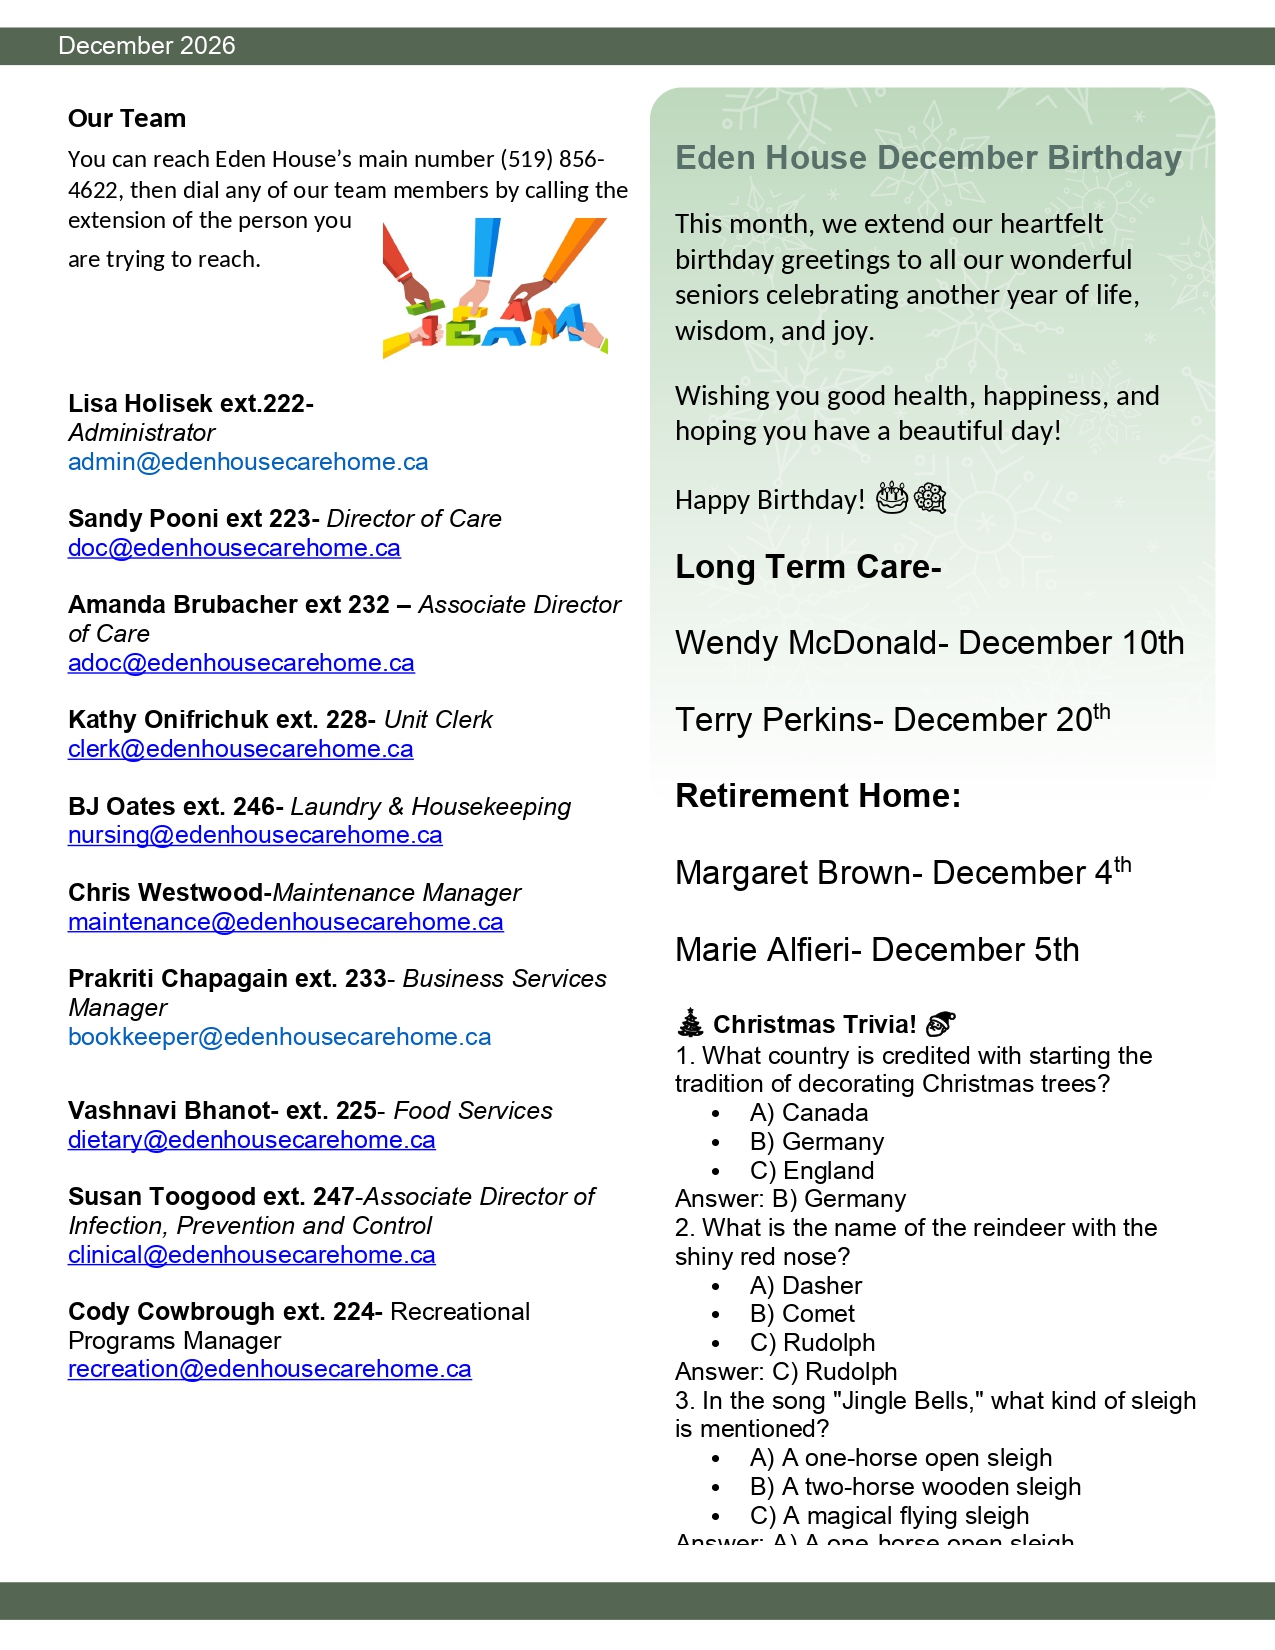 December 2026
Our Team
You can reach Eden House’s main number (519) 856-
4622, then dial any of our team members by calling the
extension of the person you
are trying to reach.
TEAM
Lisa Holisek ext.222-
Administrator
admin@edenhousecarehome.ca
Sandy Pooni ext 223- Director of Care
doc@edenhousecarehome.ca
Amanda Brubacher ext 232 – Associate Director
of Care
adoc@edenhousecarehome.ca
Kathy Onifrichuk ext. 228- Unit Clerk
clerk@edenhousecarehome.ca
BJ Oates ext. 246- Laundry & Housekeeping
nursing@edenhousecarehome.ca
Chris Westwood-Maintenance Manager
maintenance@edenhousecarehome.ca
Prakriti Chapagain ext. 233- Business Services
Manager
bookkeeper@edenhousecarehome.ca
Vashnavi Bhanot- ext. 225- Food Services
dietary@edenhousecarehome.ca
Susan Toogood ext. 247-Associate Director of
Infection, Prevention and Control
clinical@edenhousecarehome.ca
Cody Cowbrough ext. 224- Recreational
Programs Manager
recreation@edenhousecarehome.ca
Eden House December Birthday
This month, we extend our heartfelt
birthday greetings to all our wonderful
seniors celebrating another year of life,
wisdom, and joy.
Wishing you good health, happiness, and
hoping you have a beautiful day!
Happy Birthday! 🎂💐
Long Term Care-
Wendy McDonald- December 10th
Terry Perkins- December 20th
Retirement Home:
Margaret Brown- December 4th
Marie Alfieri- December 5th
🎄 Christmas Trivia! 🎅
1. What country is credited with starting the
tradition of decorating Christmas trees?
• A) Canada
• B) Germany
• C) England
Answer: B) Germany
2. What is the name of the reindeer with the
shiny red nose?
• A) Dasher
• B) Comet
• C) Rudolph
Answer: C) Rudolph
3. In the song "Jingle Bells," what kind of sleigh
is mentioned?
• A) A one-horse open sleigh
• B) A two-horse wooden sleigh
• C) A magical flying sleigh
Answer: A) A one-horse open sleigh